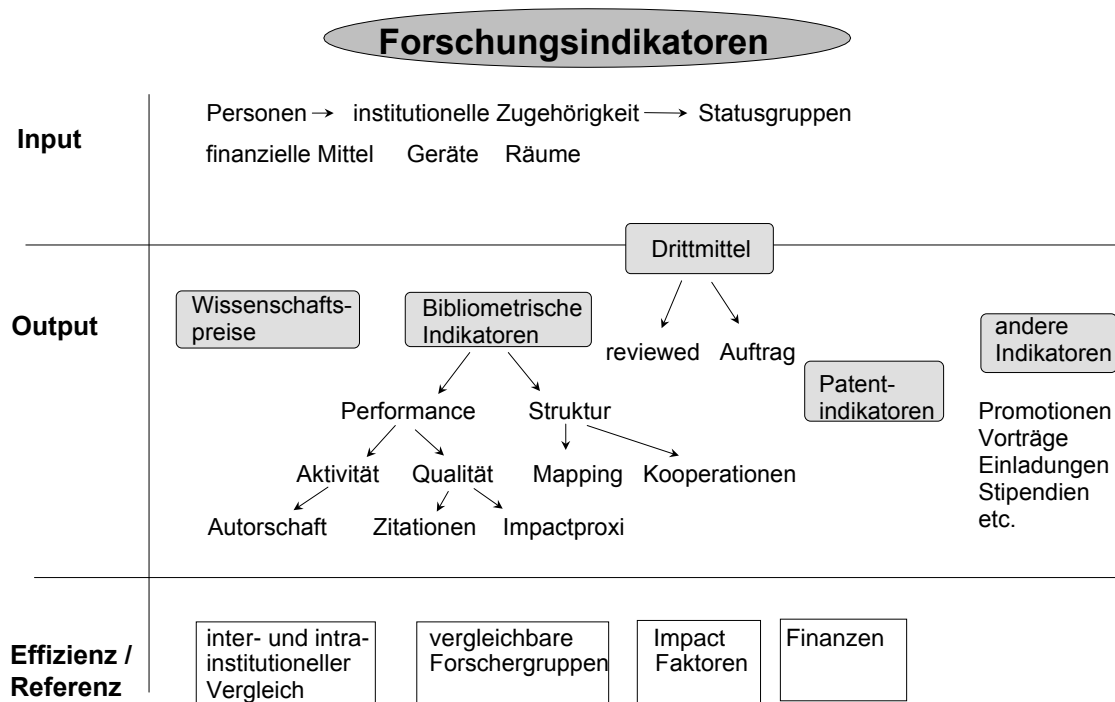 Forschungsindikatoren
Input
Personen → institutionelle Zugehörigkeit → Statusgruppen
finanzielle Mittel Geräte Räume
Output
Drittmittel
reviewed Auftrag
Wissenschafts-
preise
Bibliometrische
Indikatoren
Performance Struktur
Aktivität Qualität Mapping Kooperationen
Autorschaft Zitationen Impactproxi
Patent-
indikatoren
andere
Indikatoren
Promotionen
Vorträge
Einladungen
Stipendien
etc.
Effizienz /
Referenz
inter- und intra-
institutioneller
Vergleich
vergleichbare
Forschergruppen
Impact
Faktoren
Finanzen